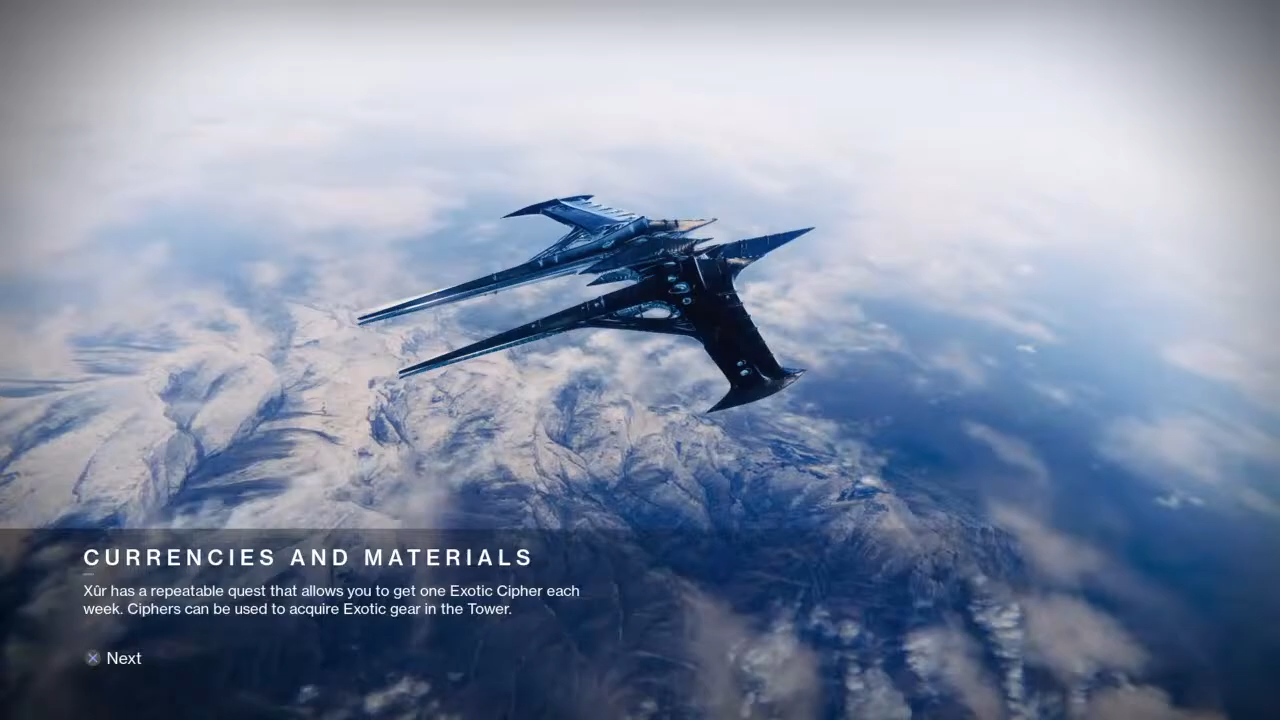 CURRENCIES AND MATERIALS
Xûr has a repeatable quest that allows you to get one Exotic Cipher each
week. Ciphers can be used to acquire Exotic gear in the Tower.
Next